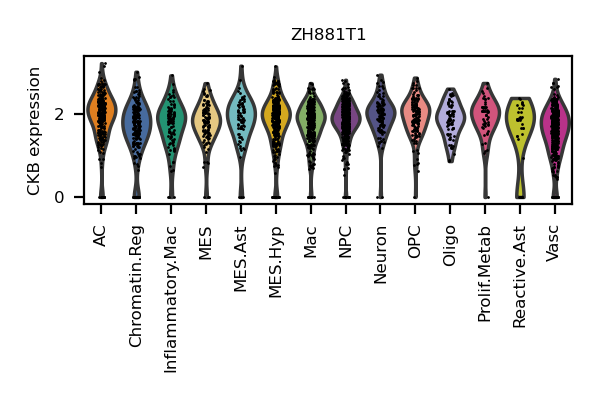 ZH881T1
CKB expression
2
0
AC
Chromatin.Reg
Inflammatory.Mac
MES
MES.Ast
MES.Hyp
Mac
NPC
Neuron
OPC
Oligo
Prolif.Metab
Reactive.Ast
Vasc